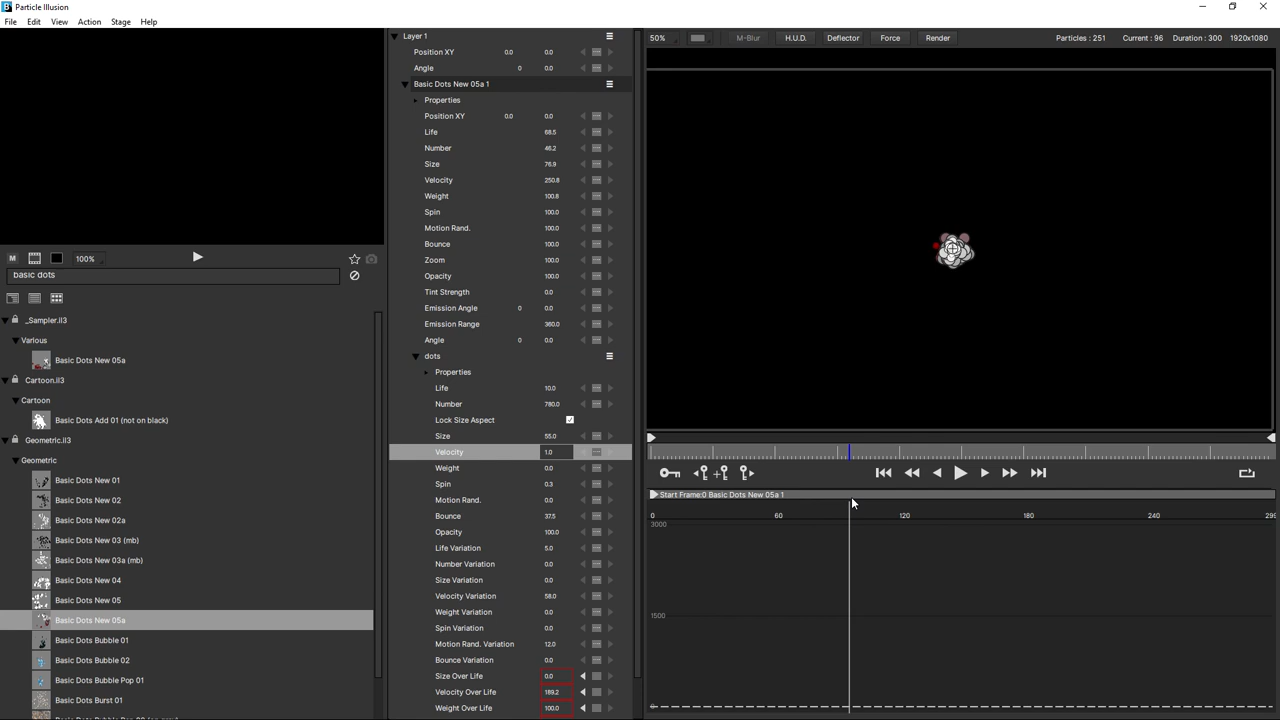 Particle Illusion
File Edit View Action Stage Help
M 100%
basic dots
_Sampler.il3
Various
Basic Dots New 05a
Cartoon.il3
Cartoon
Basic Dots Add 01 (not on black)
Geometric.il3
Geometric
Basic Dots New 01
Basic Dots New 02
Basic Dots New 02a
Basic Dots New 03 (mb)
Basic Dots New 03a (mb)
Basic Dots New 04
Basic Dots New 05
Basic Dots New 05a
Basic Dots Bubble 01
Basic Dots Bubble 02
Basic Dots Bubble Pop 01
Basic Dots Burst 01
Layer 1
Position XY 0.0 0.0
Angle 0 0.0
Basic Dots New 05a 1
Properties
Position XY 0.0 0.0
Life 68.5
Number 46.2
Size 76.9
Velocity 250.8
Weight 100.8
Spin 100.0
Motion Rand. 100.0
Bounce 100.0
Zoom 100.0
Opacity 100.0
Tint Strength 0.0
Emission Angle 0 0.0
Emission Range 360.0
Angle 0 0.0
dots
Properties
Life 10.0
Number 780.0
Lock Size Aspect
Size 55.0
Velocity 1.0
Weight 0.0
Spin 0.3
Motion Rand. 0.0
Bounce 37.5
Opacity 100.0
Life Variation 5.0
Number Variation 0.0
Size Variation 0.0
Velocity Variation 58.0
Weight Variation 0.0
Spin Variation 0.0
Motion Rand. Variation 12.0
Bounce Variation 0.0
Size Over Life 0.0
Velocity Over Life 189.2
Weight Over Life 100.0
50% M-Blur H.U.D. Deflector Force Render Particles : 251 Current : 96 Duration : 300 1920x1080
Start Frame:0 Basic Dots New 05a 1
0 60 120 180 240 299
3000
1500